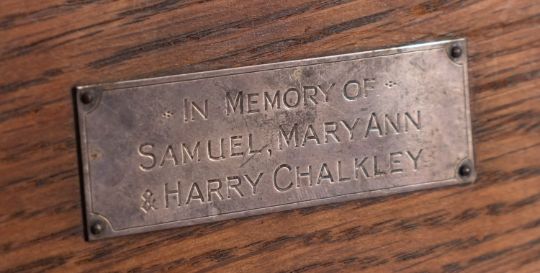 IN MEMORY OF
SAMUEL, MARY ANN
& HARRY CHALKLEY